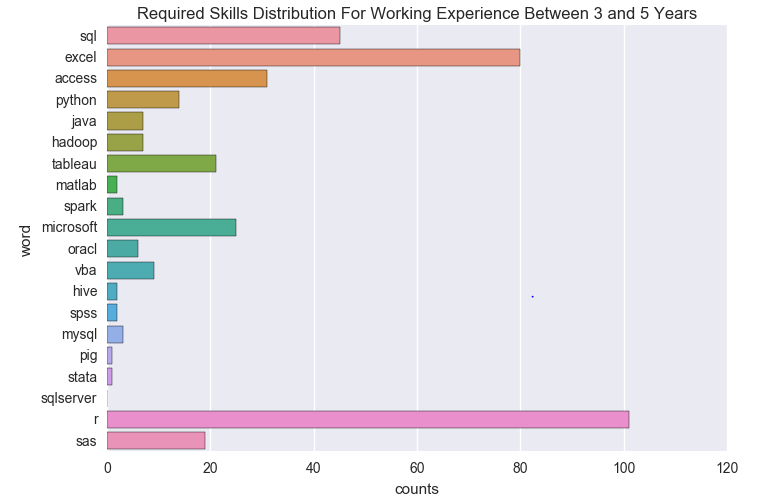 Required Skills Distribution For Working Experience Between 3 and 5 Years
sql
excel
access
python
java
hadoop
tableau
matlab
spark
microsoft
oracl
vba
hive
spss
mysql
pig
stata
sqlserver
r
sas
word
0 20 40 60 80 100 120
counts